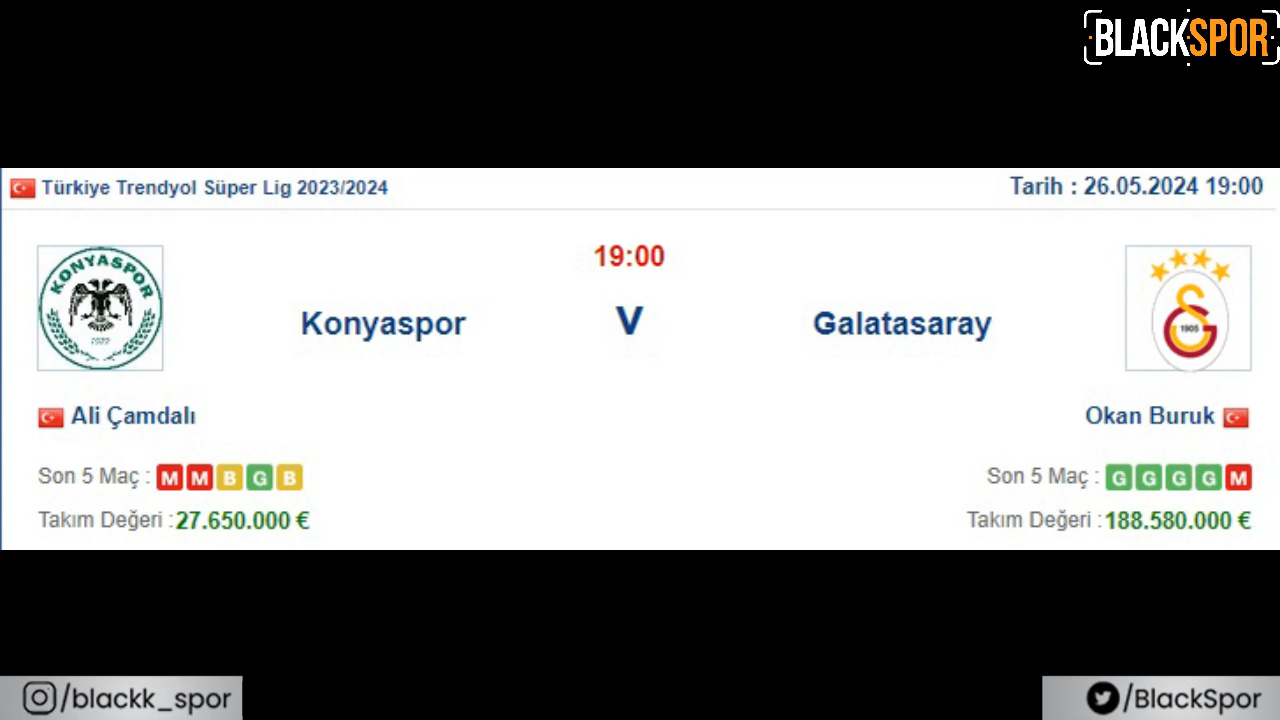 BLACKSPOR
Türkiye Trendyol Süper Lig 2023/2024
Tarih : 26.05.2024 19:00
KONYASPOR
1922
19:00
Konyaspor
V
Galatasaray
1905
Ali Çamdalı
Okan Buruk
Son 5 Maç : M M B G B
Son 5 Maç : G G G G M
Takım Değeri : 27.650.000 €
Takım Değeri : 188.580.000 €
/blackk_spor
/BlackSpor